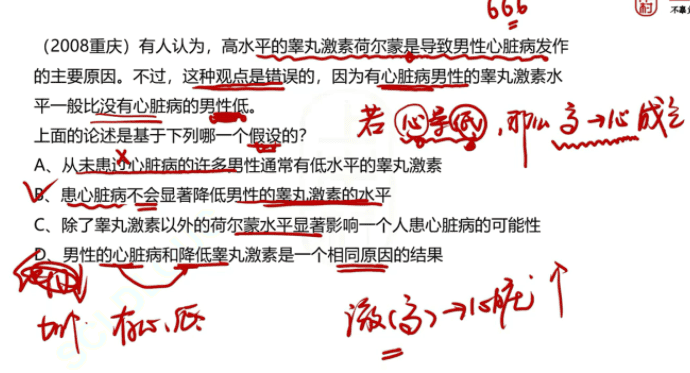 666
（2008重庆）有人认为，高水平的睾丸激素荷尔蒙是导致男性心脏病发作
的主要原因。不过，这种观点是错误的，因为有心脏病男性的睾丸激素水
平一般比没有心脏病的男性低。
若 心导低，那么 高→心 成立
上面的论述是基于下列哪一个假设的？
A、从未患过心脏病的许多男性通常有低水平的睾丸激素
B、患心脏病不会显著降低男性的睾丸激素的水平
C、除了睾丸激素以外的荷尔蒙水平显著影响一个人患心脏病的可能性
D、男性的心脏病和降低睾丸激素是一个相同原因的结果
有心、低
激(高)→心脏